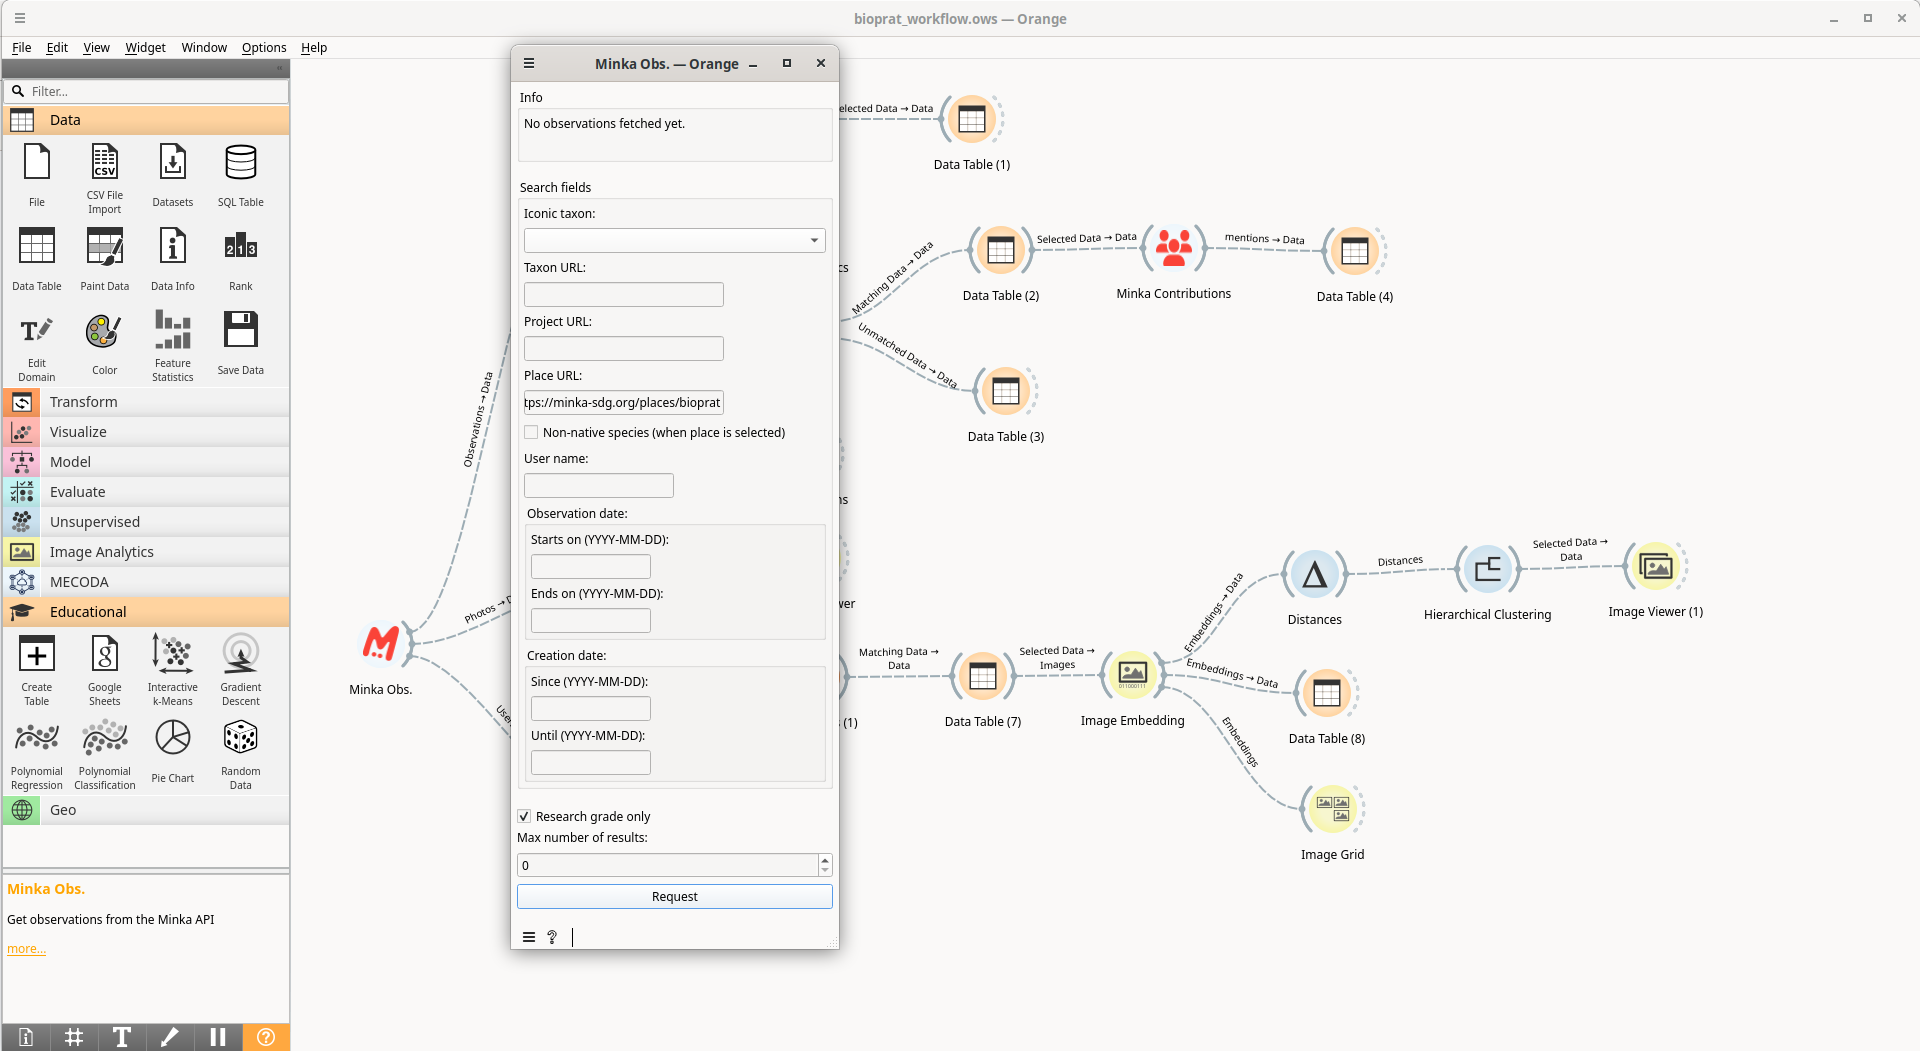 bioprat_workflow.ows — Orange
File Edit View Widget Window Options Help
Filter...
Data
File
CSV File
Import
Datasets
SQL Table
Data Table
Paint Data
Data Info
Rank
Edit
Domain
Color
Feature
Statistics
Save Data
Transform
Visualize
Model
Evaluate
Unsupervised
Image Analytics
MECODA
Educational
Create
Table
Google
Sheets
Interactive
k-Means
Gradient
Descent
Polynomial
Regression
Polynomial
Classification
Pie Chart
Random
Data
Geo
Minka Obs.
Get observations from the Minka API
more...
Minka Obs. — Orange
Info
No observations fetched yet.
Search fields
Iconic taxon:
Taxon URL:
Project URL:
Place URL:
tps://minka-sdg.org/places/bioprat
Non-native species (when place is selected)
User name:
Observation date:
Starts on (YYYY-MM-DD):
Ends on (YYYY-MM-DD):
Creation date:
Since (YYYY-MM-DD):
Until (YYYY-MM-DD):
Research grade only
Max number of results:
0
Request
Minka Obs.
Observations → Data
Photos → D
User
elected Data → Data
Data Table (1)
cs
Matching Data → Data
Data Table (2)
Selected Data → Data
Minka Contributions
mentions → Data
Data Table (4)
Unmatched Data → Data
Data Table (3)
ns
wer
(1)
Matching Data →
Data
Data Table (7)
Selected Data →
Images
Image Embedding
Embeddings → Data
Distances
Distances
Hierarchical Clustering
Selected Data →
Data
Image Viewer (1)
Embeddings → Data
Data Table (8)
Embeddings
Image Grid